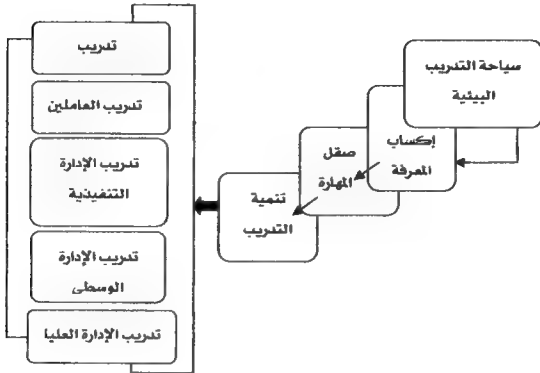 سياحة التدريب
البيئية
إكساب
المعرفة
صقل
المهارة
تنمية
التدريب
تدريب
تدريب العاملين
تدريب الإدارة
التنفيذية
تدريب الإدارة
الوسطى
تدريب الإدارة العليا